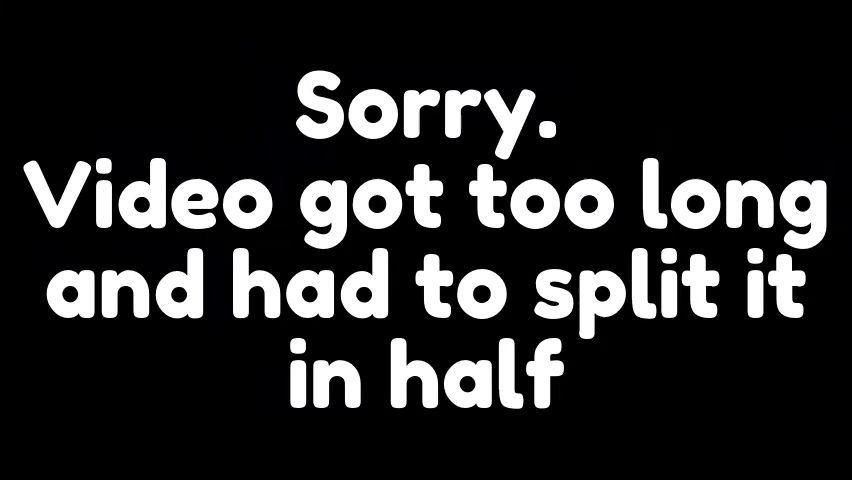 Sorry.
Video got too long
and had to split it
in half